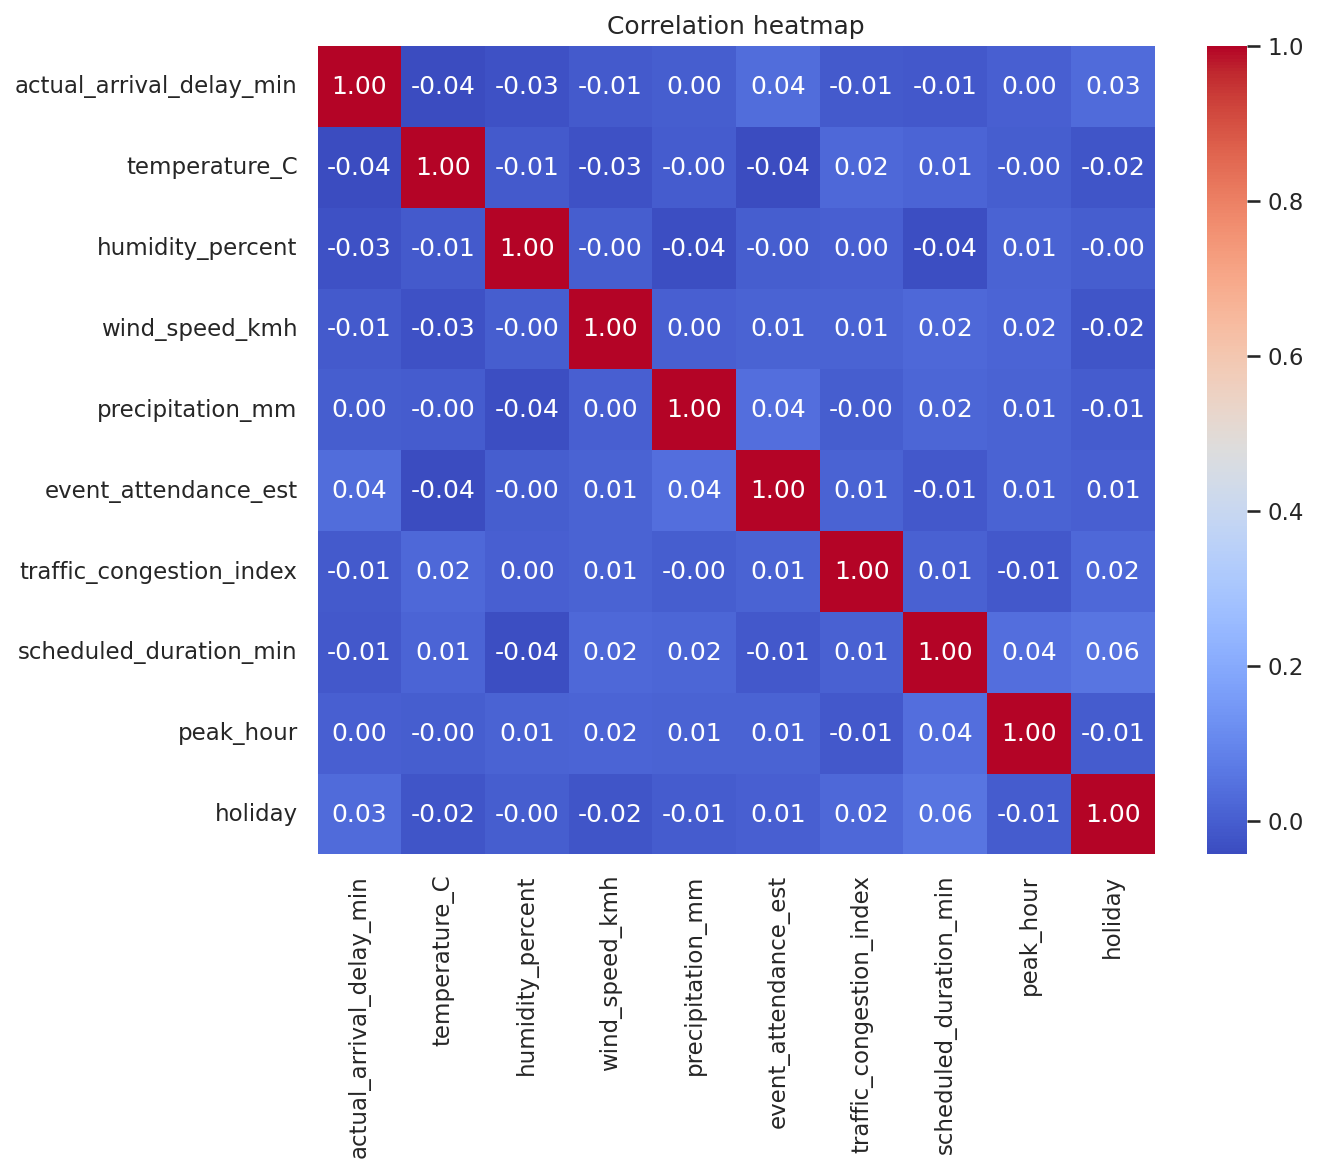 Correlation heatmap
actual_arrival_delay_min 1.00 -0.04 -0.03 -0.01 0.00 0.04 -0.01 -0.01 0.00 0.03
temperature_C -0.04 1.00 -0.01 -0.03 -0.00 -0.04 0.02 0.01 -0.00 -0.02
humidity_percent -0.03 -0.01 1.00 -0.00 -0.04 -0.00 0.00 -0.04 0.01 -0.00
wind_speed_kmh -0.01 -0.03 -0.00 1.00 0.00 0.01 0.01 0.02 0.02 -0.02
precipitation_mm 0.00 -0.00 -0.04 0.00 1.00 0.04 -0.00 0.02 0.01 -0.01
event_attendance_est 0.04 -0.04 -0.00 0.01 0.04 1.00 0.01 -0.01 0.01 0.01
traffic_congestion_index -0.01 0.02 0.00 0.01 -0.00 0.01 1.00 0.01 -0.01 0.02
scheduled_duration_min -0.01 0.01 -0.04 0.02 0.02 -0.01 0.01 1.00 0.04 0.06
peak_hour 0.00 -0.00 0.01 0.02 0.01 0.01 -0.01 0.04 1.00 -0.01
holiday 0.03 -0.02 -0.00 -0.02 -0.01 0.01 0.02 0.06 -0.01 1.00
actual_arrival_delay_min
temperature_C
humidity_percent
wind_speed_kmh
precipitation_mm
event_attendance_est
traffic_congestion_index
scheduled_duration_min
peak_hour
holiday
1.0
0.8
0.6
0.4
0.2
0.0